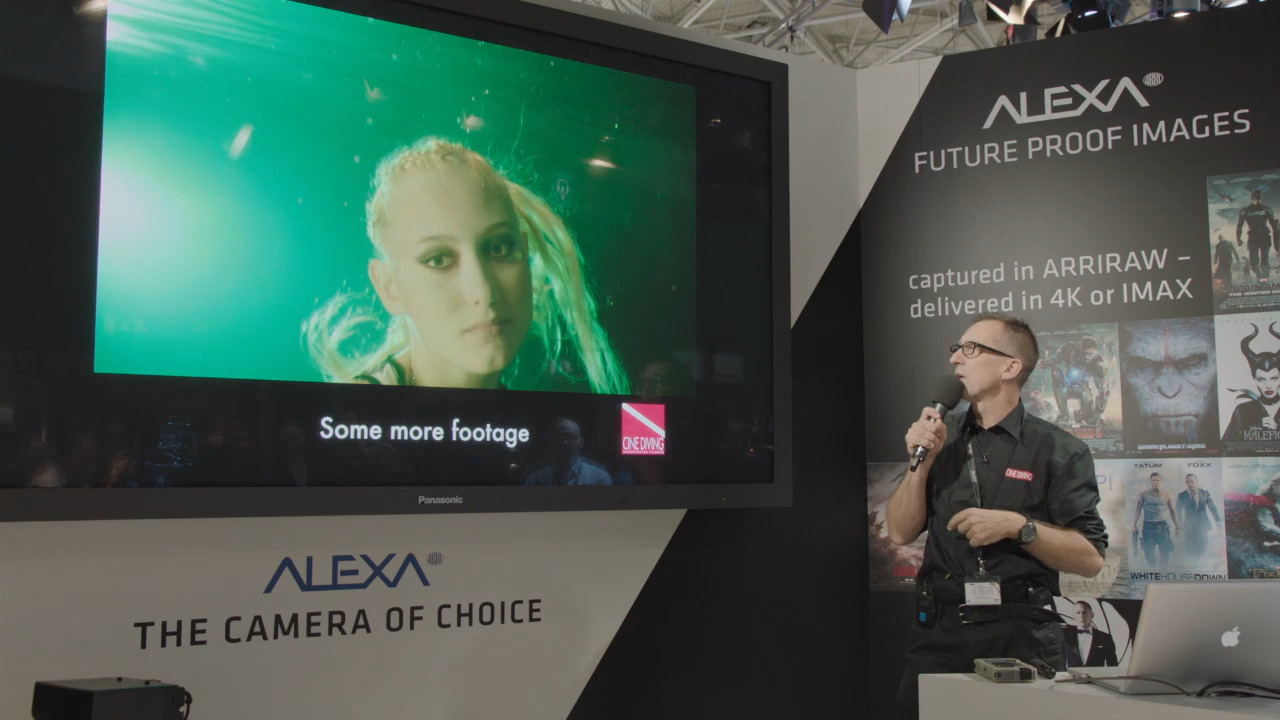 Some more footage
CINE DIVING
Panasonic
ALEXA
THE CAMERA OF CHOICE
ALEXA
FUTURE PROOF IMAGES
captured in ARRIRAW –
delivered in 4K or IMAX
CINE DIVING
TATUM FOXX
WHITE HOUSE DOWN